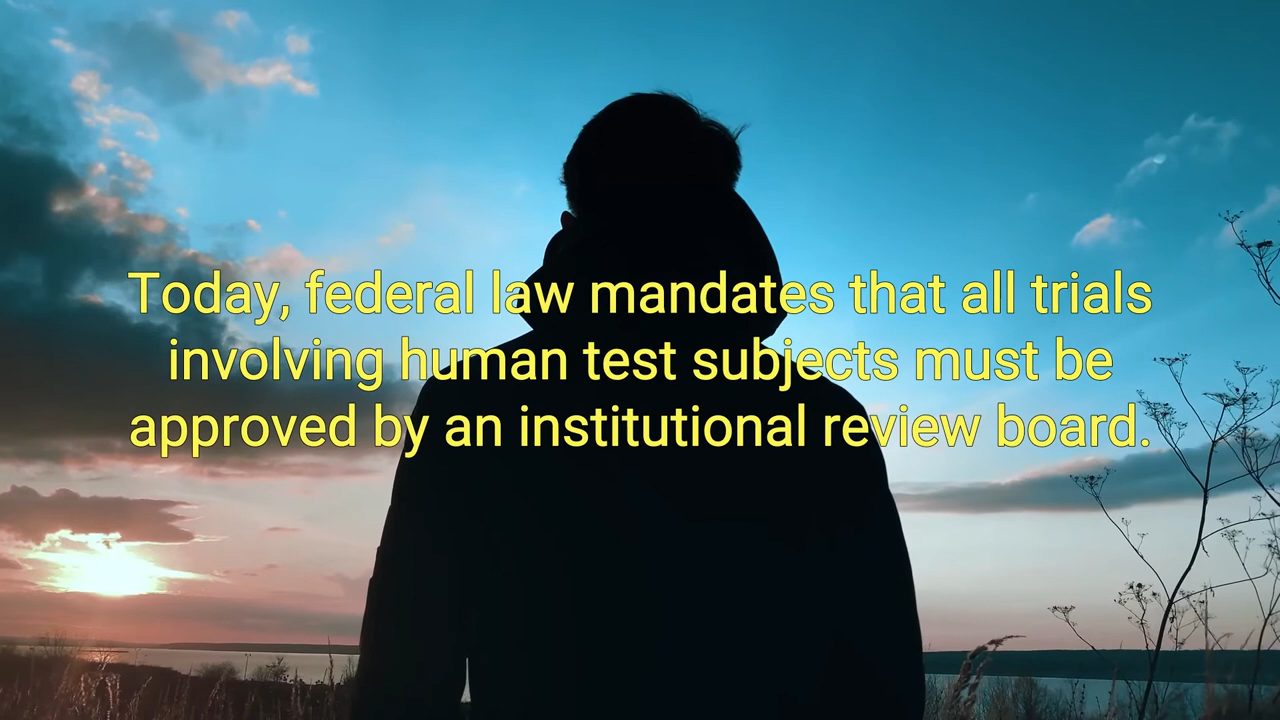 Today, federal law mandates that all trials
involving human test subjects must be
approved by an institutional review board.